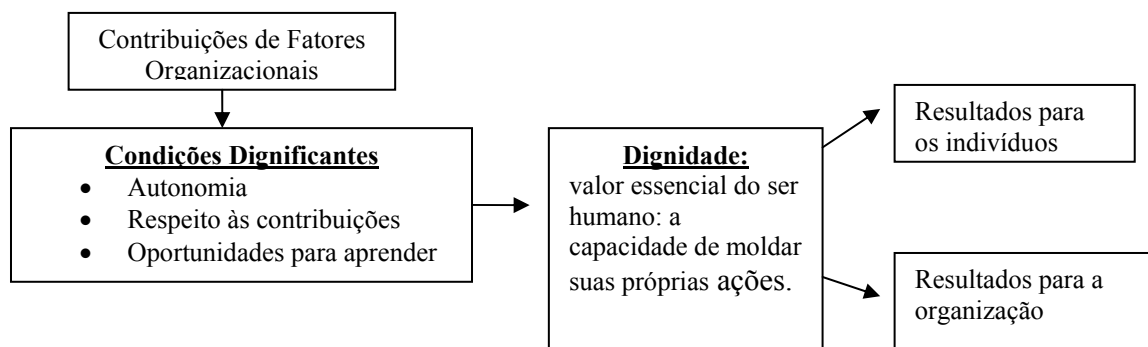 Contribuições de Fatores
Organizacionais
Condições Dignificantes
• Autonomia
• Respeito às contribuições
• Oportunidades para aprender
Dignidade:
valor essencial do ser
humano: a
capacidade de moldar
suas próprias ações.
Resultados para
os indivíduos
Resultados para a
organização